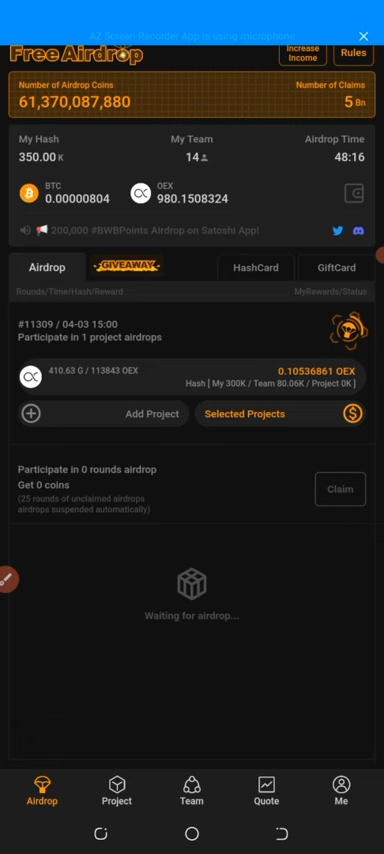 AZ Screen Recorder App is using microphone
Free Airdrop
Increase Income
Rules
Number of Airdrop Coins
Number of Claims
61,370,087,880
5 Bn
My Hash
My Team
Airdrop Time
350.00 K
14
48:16
BTC
0.00000804
OEX
980.1508324
200,000 #BWBPoints Airdrop on Satoshi App!
Airdrop
GIVEAWAY
HashCard
GiftCard
Rounds/Time/Hash/Reward
MyRewards/Status
#11309 / 04-03 15:00
Participate in 1 project airdrops
410.63 G / 113843 OEX
0.10536861 OEX
Hash [ My 300K / Team 80.06K / Project 0K ]
Add Project
Selected Projects
Participate in 0 rounds airdrop
Get 0 coins
(25 rounds of unclaimed airdrops
airdrops suspended automatically)
Claim
Waiting for airdrop...
Airdrop
Project
Team
Quote
Me